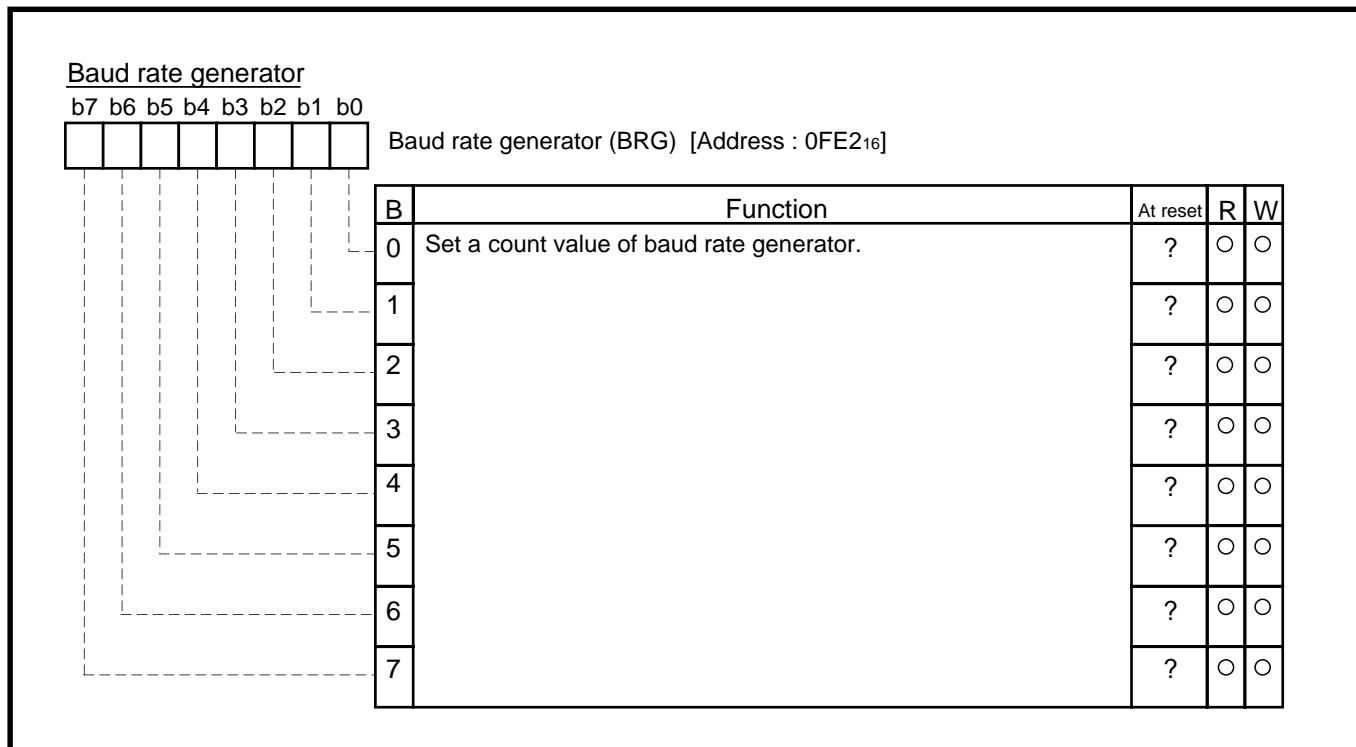 Baud rate generator
b7 b6 b5 b4 b3 b2 b1 b0
Baud rate generator (BRG) [Address : 0FE216]
B Function At reset R W
0 Set a count value of baud rate generator. ? ○ ○
1 ? ○ ○
2 ? ○ ○
3 ? ○ ○
4 ? ○ ○
5 ? ○ ○
6 ? ○ ○
7 ? ○ ○